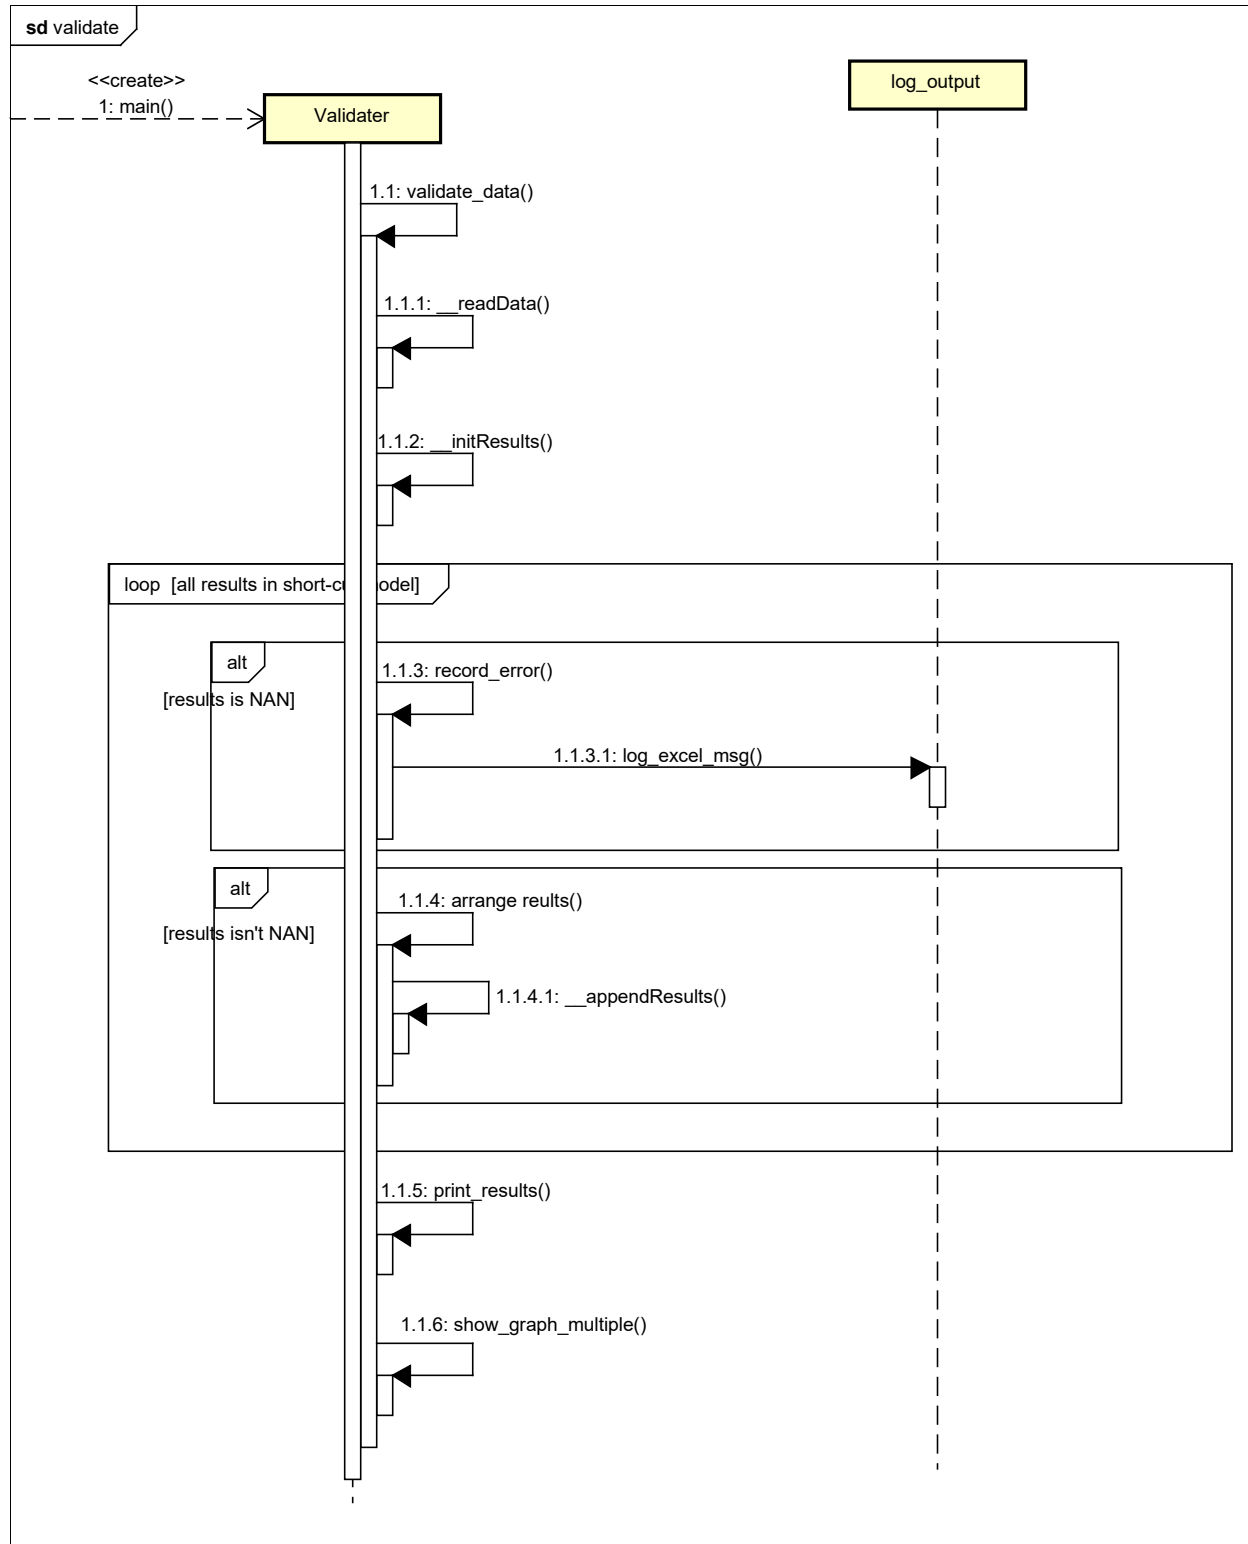 sd validate
<<create>>
1: main()
Validater
log_output
1.1: validate_data()
1.1.1: __readData()
1.1.2: __initResults()
loop [all results in short-c odel]
alt
1.1.3: record_error()
[results is NAN]
1.1.3.1: log_excel_msg()
alt
1.1.4: arrange reults()
[results isn't NAN]
1.1.4.1: __appendResults()
1.1.5: print_results()
1.1.6: show_graph_multiple()